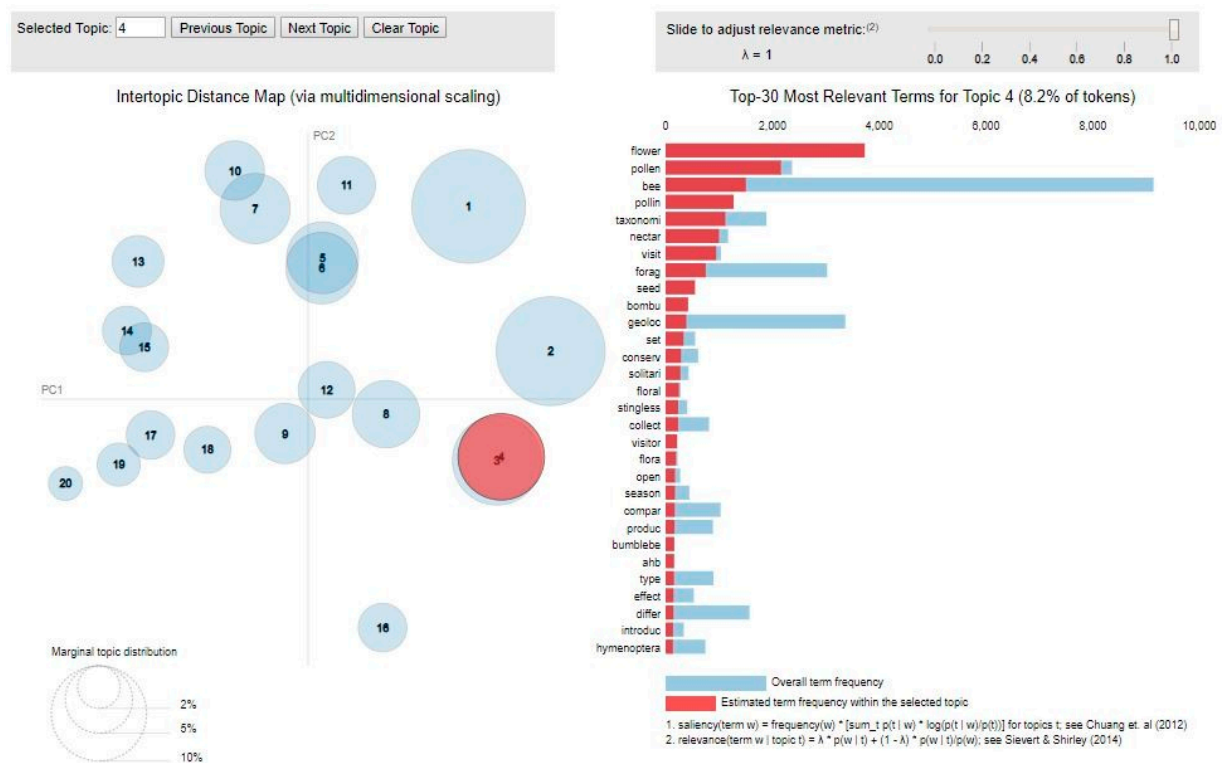 Selected Topic: 4 Previous Topic Next Topic Clear Topic
Slide to adjust relevance metric:(2)
λ = 1
0.0 0.2 0.4 0.6 0.8 1.0
Intertopic Distance Map (via multidimensional scaling)
PC2
PC1
10
11
7
1
5
6
13
14
15
2
12
8
9
17
18
19
20
3
4
16
Marginal topic distribution
2%
5%
10%
Top-30 Most Relevant Terms for Topic 4 (8.2% of tokens)
0 2,000 4,000 6,000 8,000 10,000
flower
pollen
bee
pollin
taxonomi
nectar
visit
forag
seed
bombu
geoloc
set
conserv
solitari
floral
stingless
collect
visitor
flora
open
season
compar
produc
bumblebe
ahb
type
effect
differ
introduc
hymenoptera
Overall term frequency
Estimated term frequency within the selected topic
1. saliency(term w) = frequency(w) * [sum_t p(t | w) * log(p(t | w)/p(t))] for topics t; see Chuang et. al (2012)
2. relevance(term w | topic t) = λ * p(w | t) + (1 - λ) * p(w | t)/p(w); see Sievert & Shirley (2014)